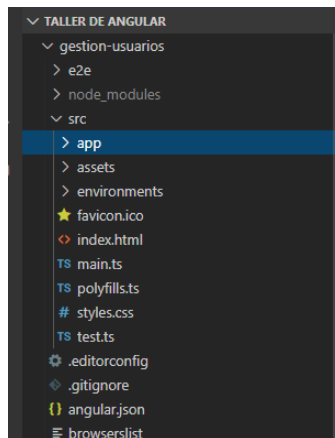 TALLER DE ANGULAR
gestion-usuarios
e2e
node_modules
src
app
assets
environments
favicon.ico
index.html
TS main.ts
TS polyfills.ts
# styles.css
TS test.ts
.editorconfig
.gitignore
{} angular.json
browserslist